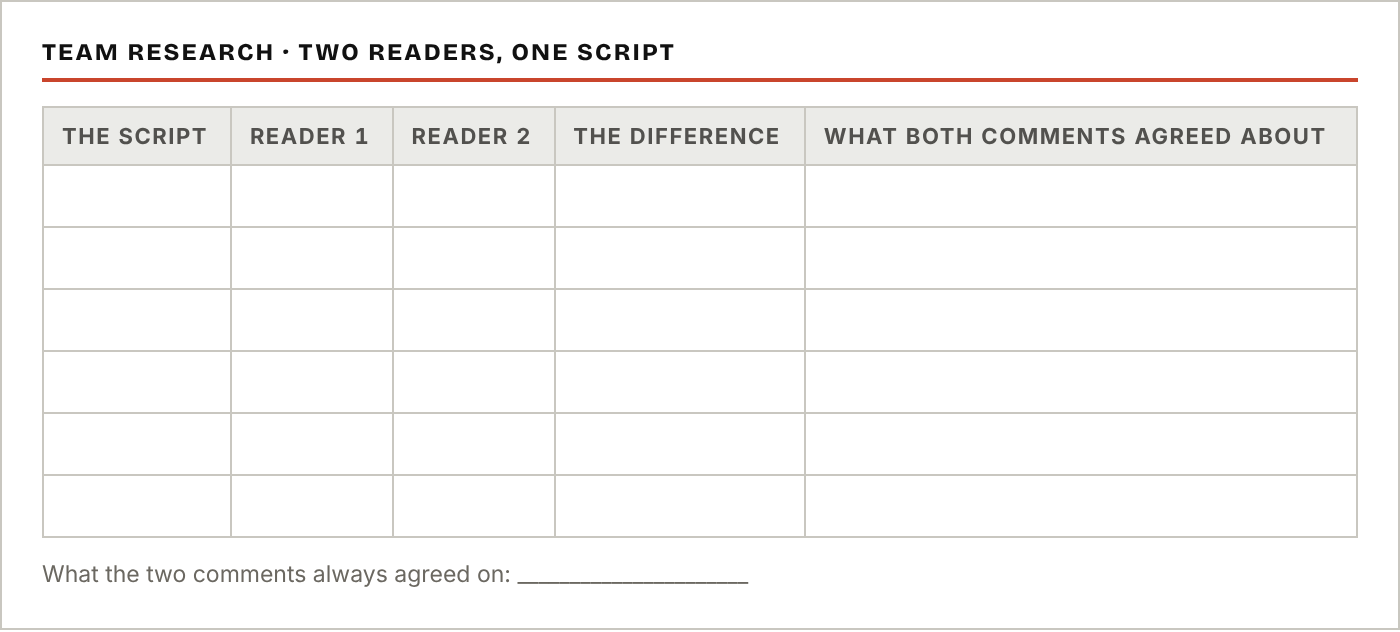 TEAM RESEARCH · TWO READERS, ONE SCRIPT
THE SCRIPT READER 1 READER 2 THE DIFFERENCE WHAT BOTH COMMENTS AGREED ABOUT
What the two comments always agreed on: ____________________